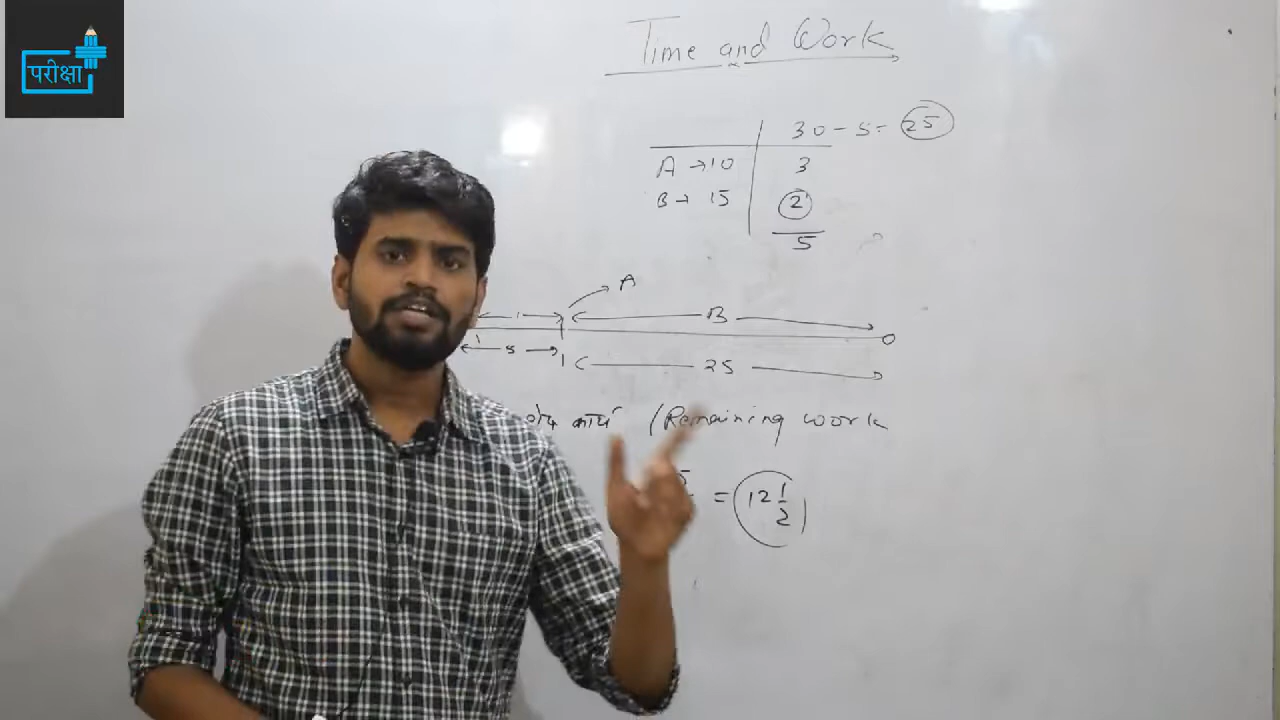 परीक्षा
Time and Work
30 - 5 = 25
A → 10 3
B → 15 2
5
A
1 B
5 25
शेष कार्य (Remaining work
= 12 1/2